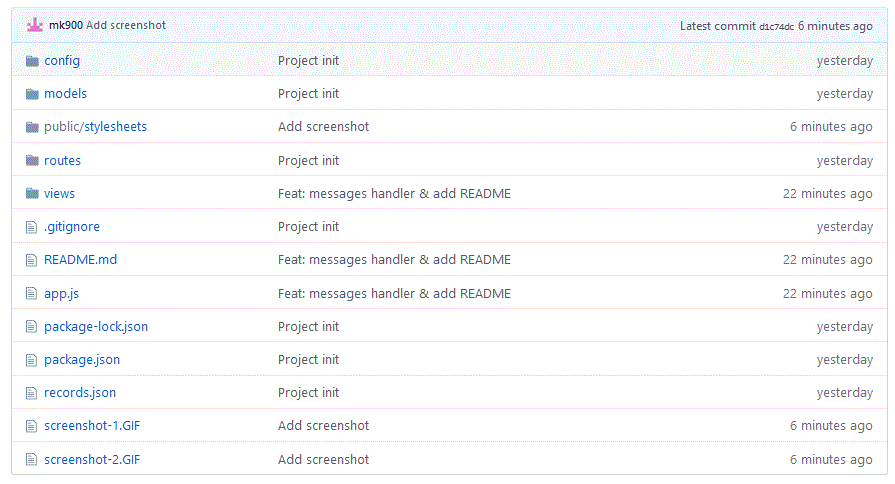 mk900 Add screenshot Latest commit d1c74dc 6 minutes ago
config Project init yesterday
models Project init yesterday
public/stylesheets Add screenshot 6 minutes ago
routes Project init yesterday
views Feat: messages handler & add README 22 minutes ago
.gitignore Project init yesterday
README.md Feat: messages handler & add README 22 minutes ago
app.js Feat: messages handler & add README 22 minutes ago
package-lock.json Project init yesterday
package.json Project init yesterday
records.json Project init yesterday
screenshot-1.GIF Add screenshot 6 minutes ago
screenshot-2.GIF Add screenshot 6 minutes ago